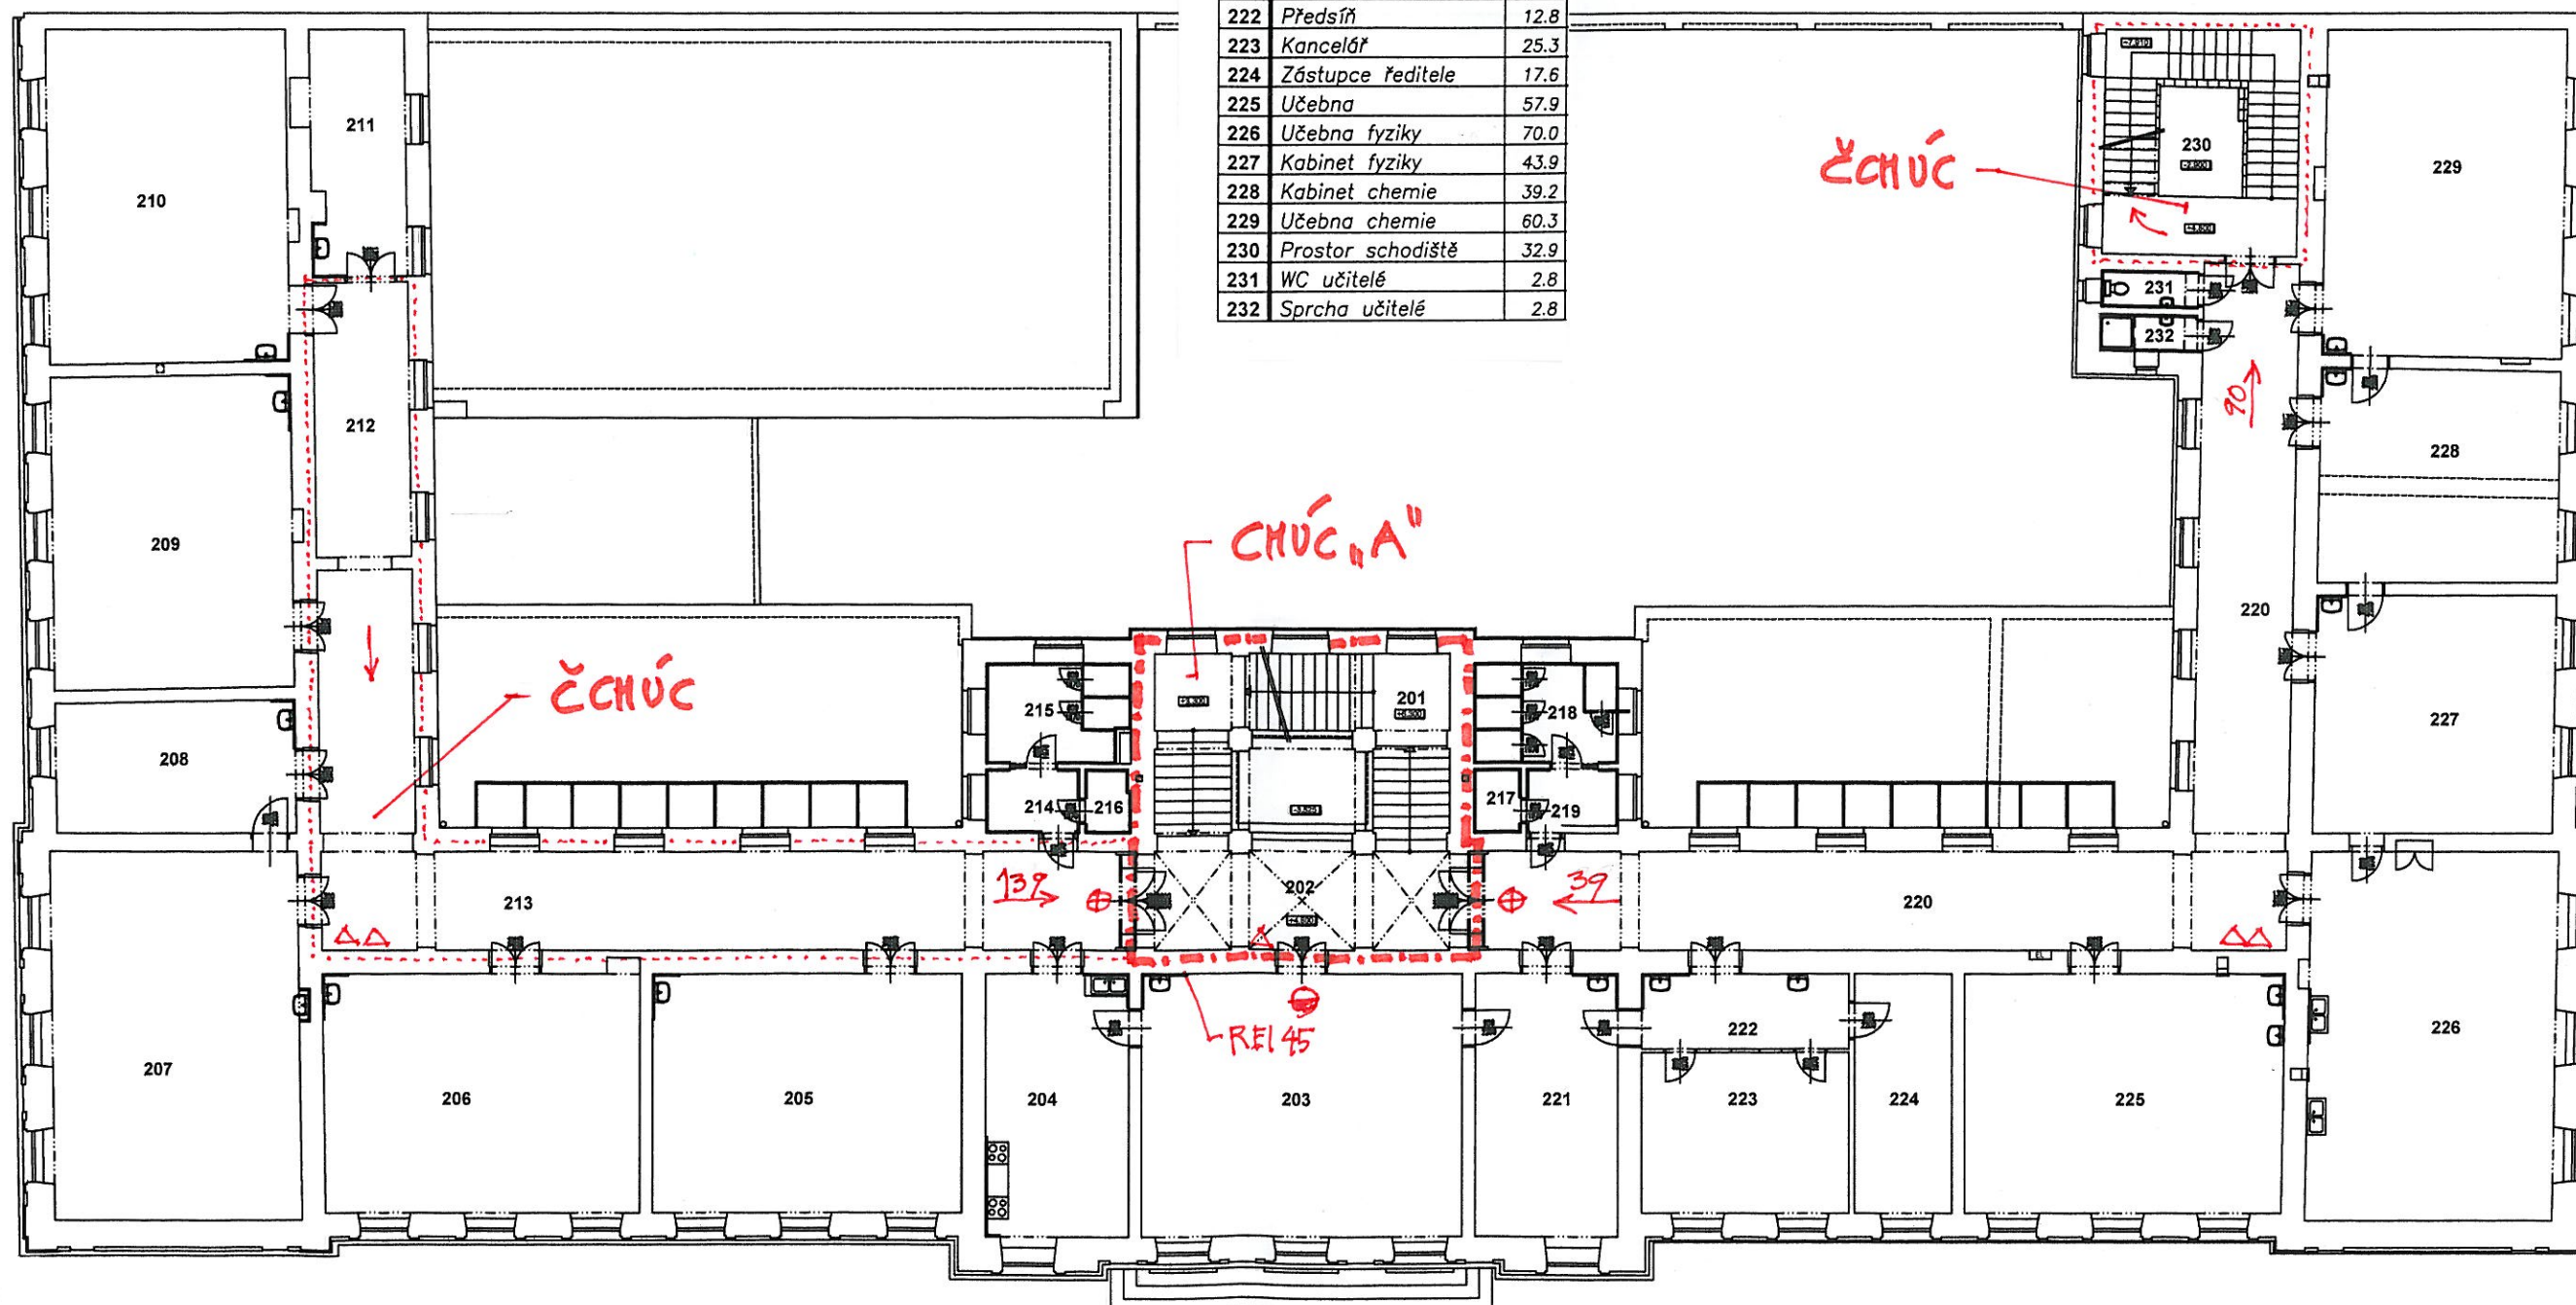 222 Předsíň 12.8
223 Kancelář 25.3
224 Zástupce ředitele 17.6
225 Učebna 57.9
226 Učebna fyziky 70.0
227 Kabinet fyziky 43.9
228 Kabinet chemie 39.2
229 Učebna chemie 60.3
230 Prostor schodiště 32.9
231 WC učitelé 2.8
232 Sprcha učitelé 2.8
211
210
230
229
ČCHÚC
231
232
212
90
228
209
CHÚC „A"
220
ČCHÚC
208
215
201
218
227
214
216
217
219
213
139
202
39
220
207
206
205
204
203
REI 45
221
222
223
224
225
226